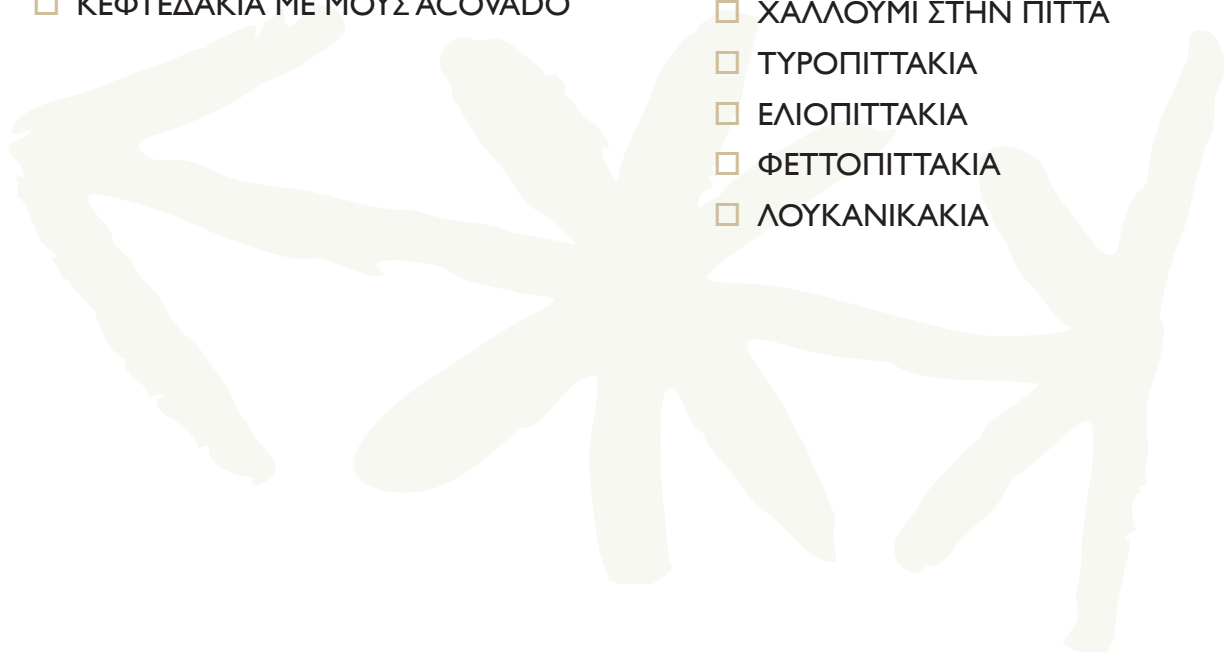 ΚΕΦΤΕΔΑΚΙΑ ΜΕ ΜΟΥΣ ACOVADO
ΧΑΛΛΟΥΜΙ ΣΤΗΝ ΠΙΤΤΑ
ΤΥΡΟΠΙΤΤΑΚΙΑ
ΕΛΙΟΠΙΤΤΑΚΙΑ
ΦΕΤΤΟΠΙΤΤΑΚΙΑ
ΛΟΥΚΑΝΙΚΑΚΙΑ